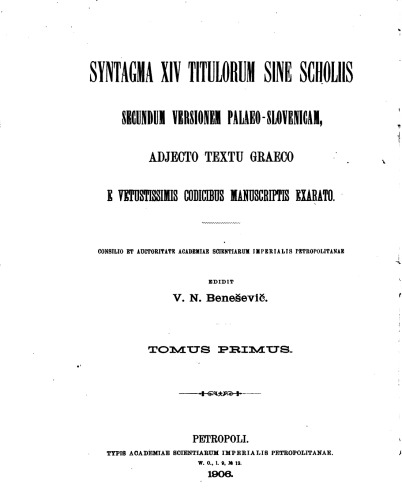 SYNTAGMA XIV TITULORUM SINE SCHOLIIS
SECUNDUM VERSIONEM PALAEO-SLOVENICAM,
ADJECTO TEXTU GRAECO
E VETUSTISSIMIS CODICIBUS MANUSCRIPTIS EXARATO.
CONSILIO ET AUCTORITATE ACADEMIAE SCIENTIARUM IMPERIALIS PETROPOLITANAE
EDIDIT
V. N. Benešević.
TOMUS PRIMUS.
PETROPOLI.
TYPIS ACADEMIAE SCIENTIARUM IMPERIALIS PETROPOLITANAE.
W. O., l. 9, № 12.
1906.